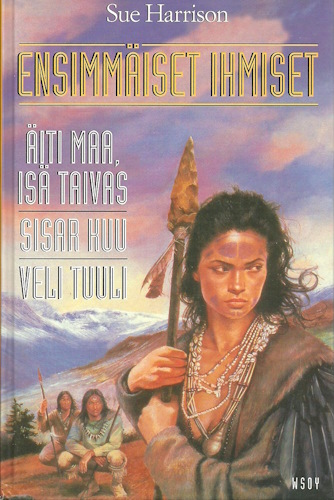 Sue Harrison
ENSIMMÄISET IHMISET
ÄITI MAA,
ISÄ TAIVAS
SISAR KUU
VELI TUULI
WSOY